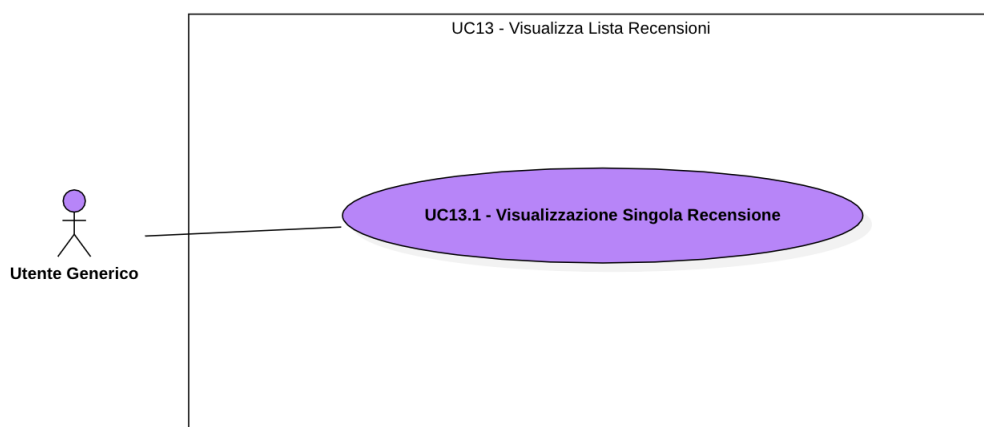 UC13 - Visualizza Lista Recensioni
UC13.1 - Visualizzazione Singola Recensione
Utente Generico